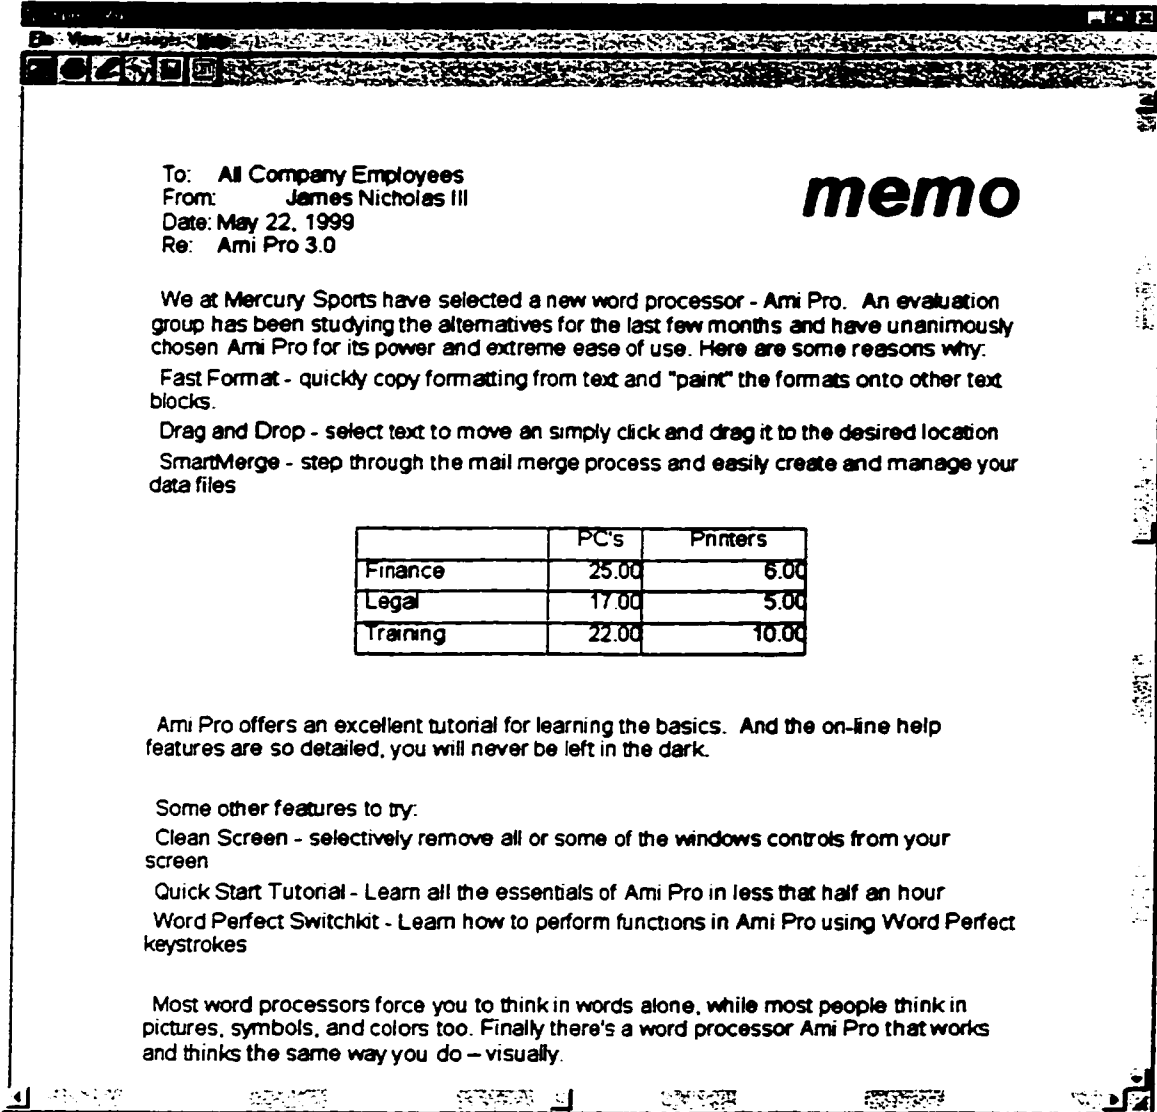 File View Message Help
To: All Company Employees
memo
From: James Nicholas III
Date: May 22, 1999
Re: Ami Pro 3.0
We at Mercury Sports have selected a new word processor - Ami Pro. An evaluation
group has been studying the alternatives for the last few months and have unanimously
chosen Ami Pro for its power and extreme ease of use. Here are some reasons why:
Fast Format - quickly copy formatting from text and "paint" the formats onto other text
blocks.
Drag and Drop - select text to move an simply click and drag it to the desired location
SmartMerge - step through the mail merge process and easily create and manage your
data files
PC's Printers
Finance 25.00 6.00
Legal 17.00 5.00
Training 22.00 10.00
Ami Pro offers an excellent tutorial for learning the basics. And the on-line help
features are so detailed, you will never be left in the dark.
Some other features to try:
Clean Screen - selectively remove all or some of the windows controls from your
screen
Quick Start Tutorial - Learn all the essentials of Ami Pro in less that half an hour
Word Perfect Switchkit - Learn how to perform functions in Ami Pro using Word Perfect
keystrokes
Most word processors force you to think in words alone, while most people think in
pictures, symbols, and colors too. Finally there's a word processor Ami Pro that works
and thinks the same way you do – visually.